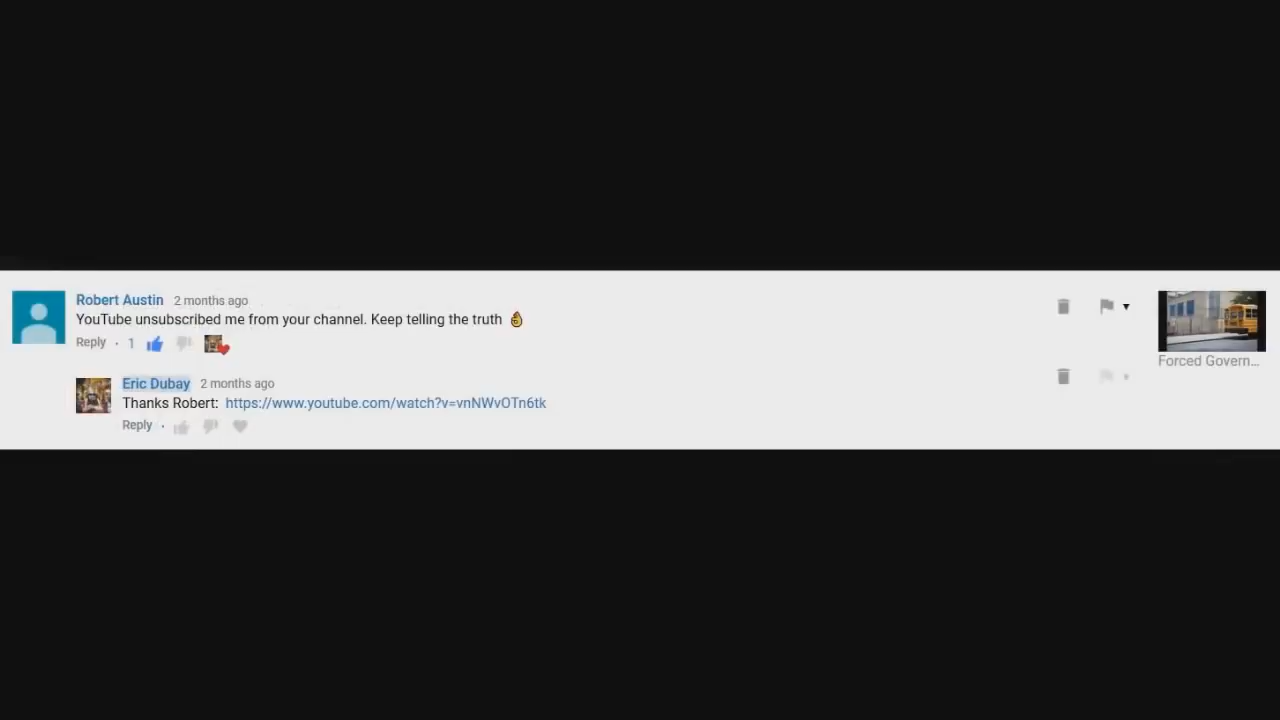 Robert Austin 2 months ago
YouTube unsubscribed me from your channel. Keep telling the truth 👌
Reply · 1
Forced Govern...
Eric Dubay 2 months ago
Thanks Robert: https://www.youtube.com/watch?v=vnNWvOTn6tk
Reply ·